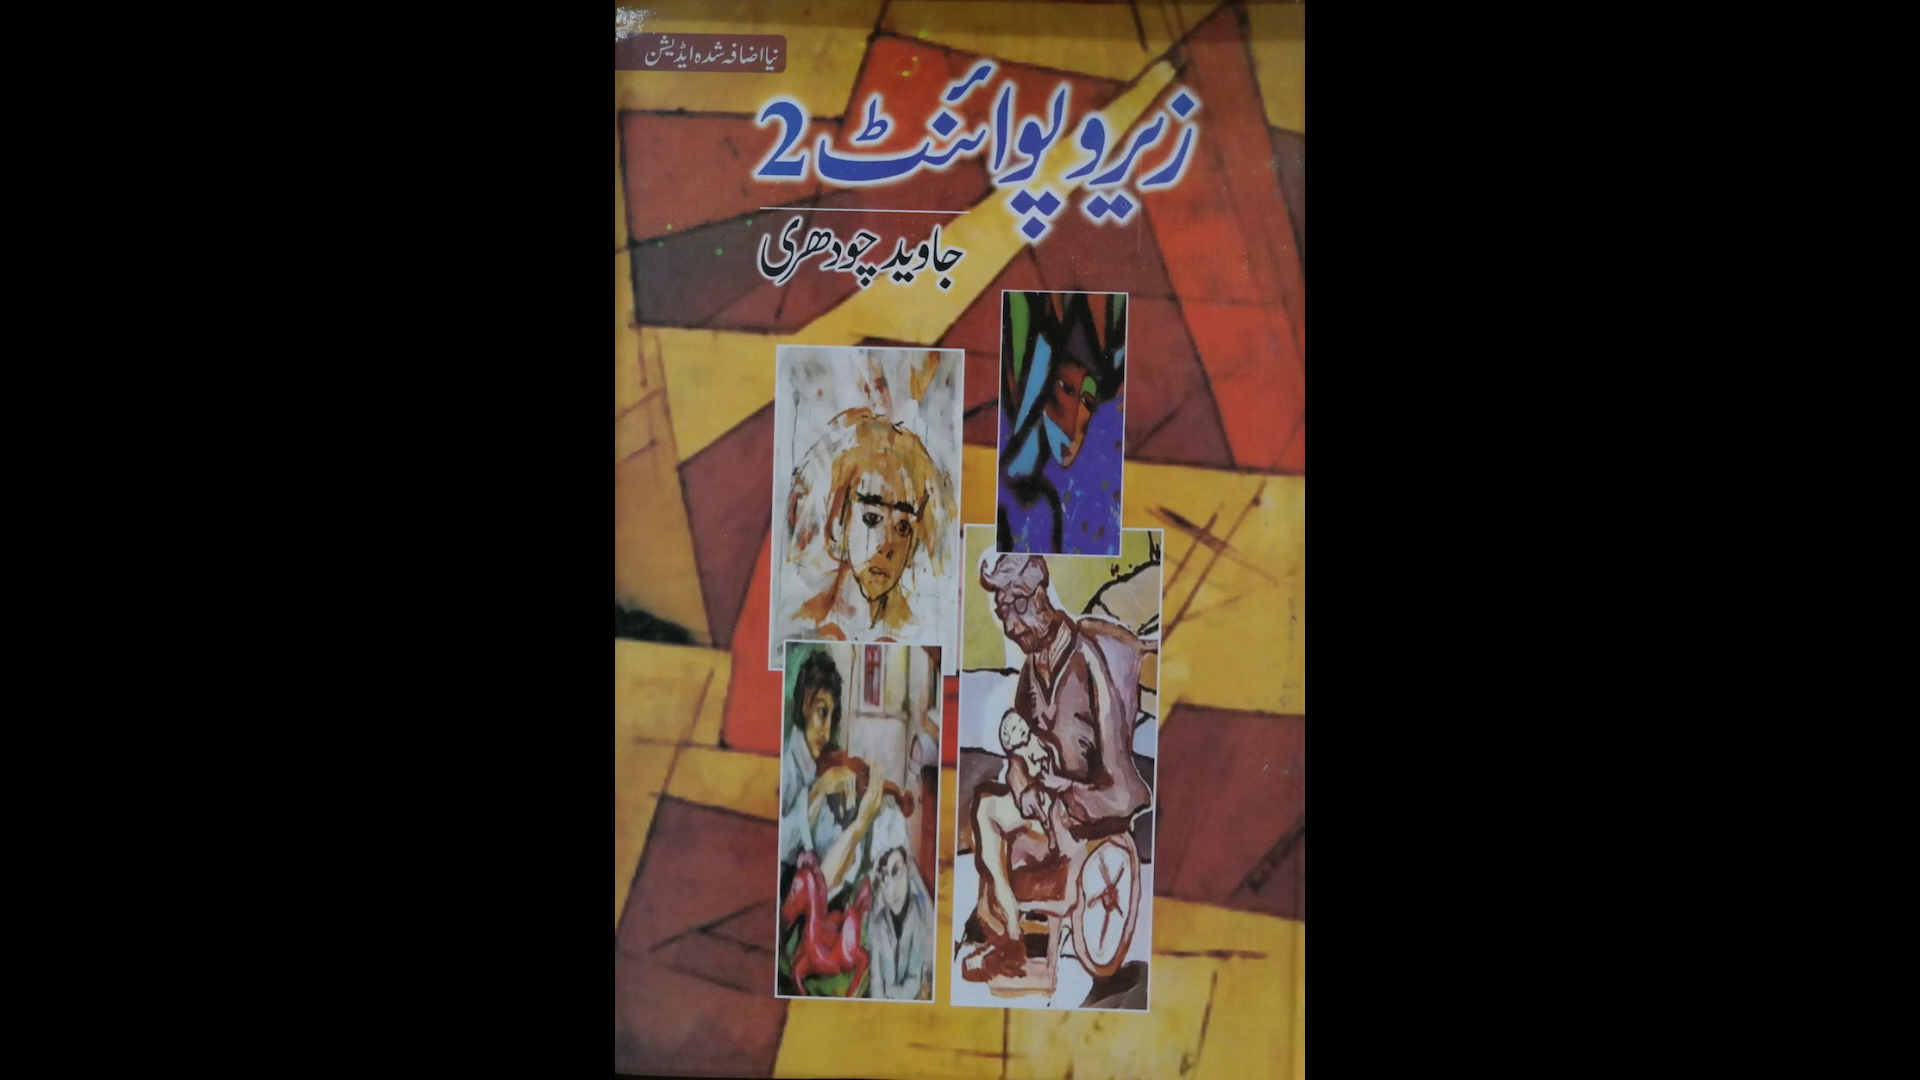 نیا اضافہ شدہ ایڈیشن
زیرو پوائنٹ 2
جاوید چودھری